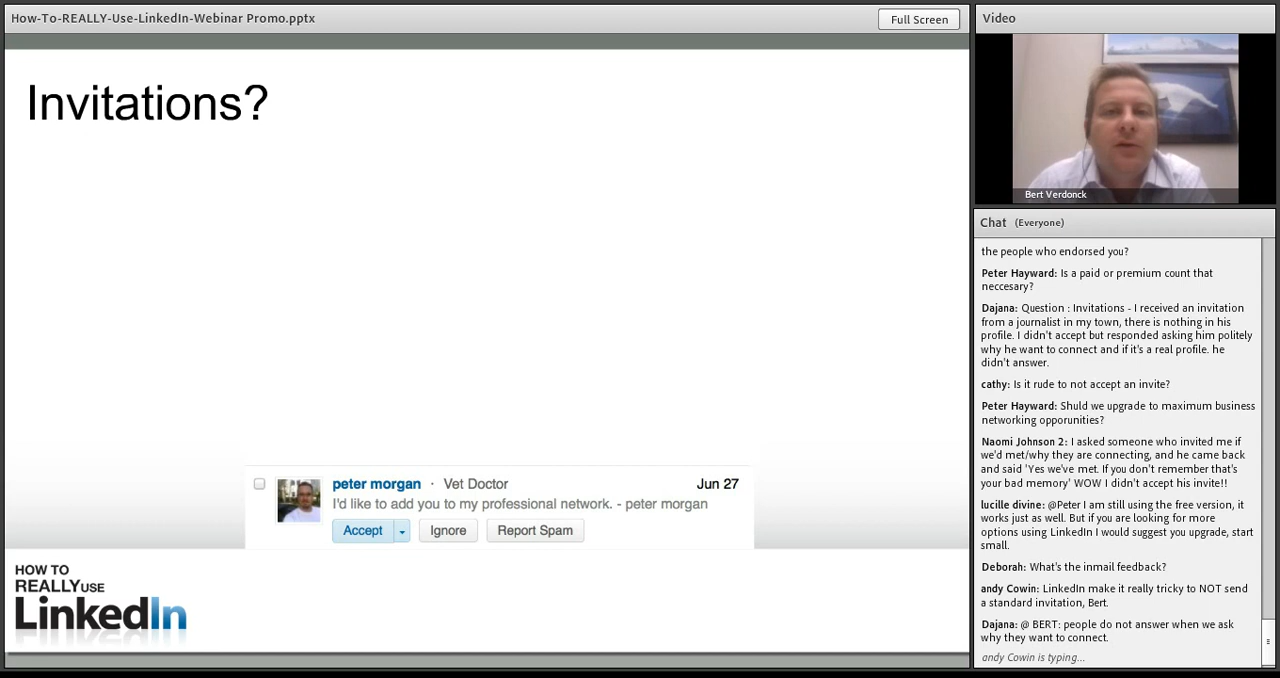 How-To-REALLY-Use-LinkedIn-Webinar Promo.pptx
Full Screen
Invitations?
peter morgan · Vet Doctor Jun 27
I'd like to add you to my professional network. - peter morgan
Accept Ignore Report Spam
HOW TO
REALLY USE
LinkedIn
Video
Bert Verdonck
Chat (Everyone)
the people who endorsed you?
Peter Hayward: Is a paid or premium count that
neccesary?
Dajana: Question : Invitations - I received an invitation
from a journalist in my town, there is nothing in his
profile. I didn't accept but responded asking him politely
why he want to connect and if it's a real profile. he
didn't answer.
cathy: Is it rude to not accept an invite?
Peter Hayward: Shuld we upgrade to maximum business
networking opporunities?
Naomi Johnson 2: I asked someone who invited me if
we'd met/why they are connecting, and he came back
and said 'Yes we've met. If you don't remember that's
your bad memory' WOW I didn't accept his invite!!
lucille divine: @Peter I am still using the free version, it
works just as well. But if you are looking for more
options using LinkedIn I would suggest you upgrade, start
small.
Deborah: What's the inmail feedback?
andy Cowin: LinkedIn make it really tricky to NOT send
a standard invitation, Bert.
Dajana: @ BERT: people do not answer when we ask
why they want to connect.
andy Cowin is typing...